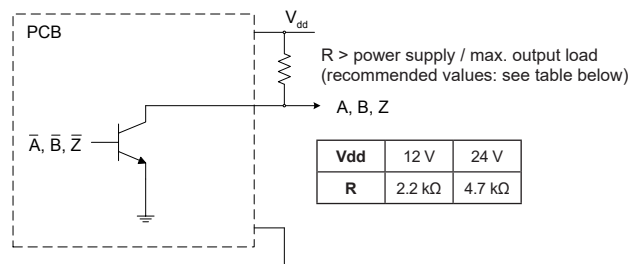 V_dd
PCB
R > power supply / max. output load
(recommended values: see table below)
A, B, Z
A̅, B̅, Z̅
Vdd 12 V 24 V
R 2.2 kΩ 4.7 kΩ